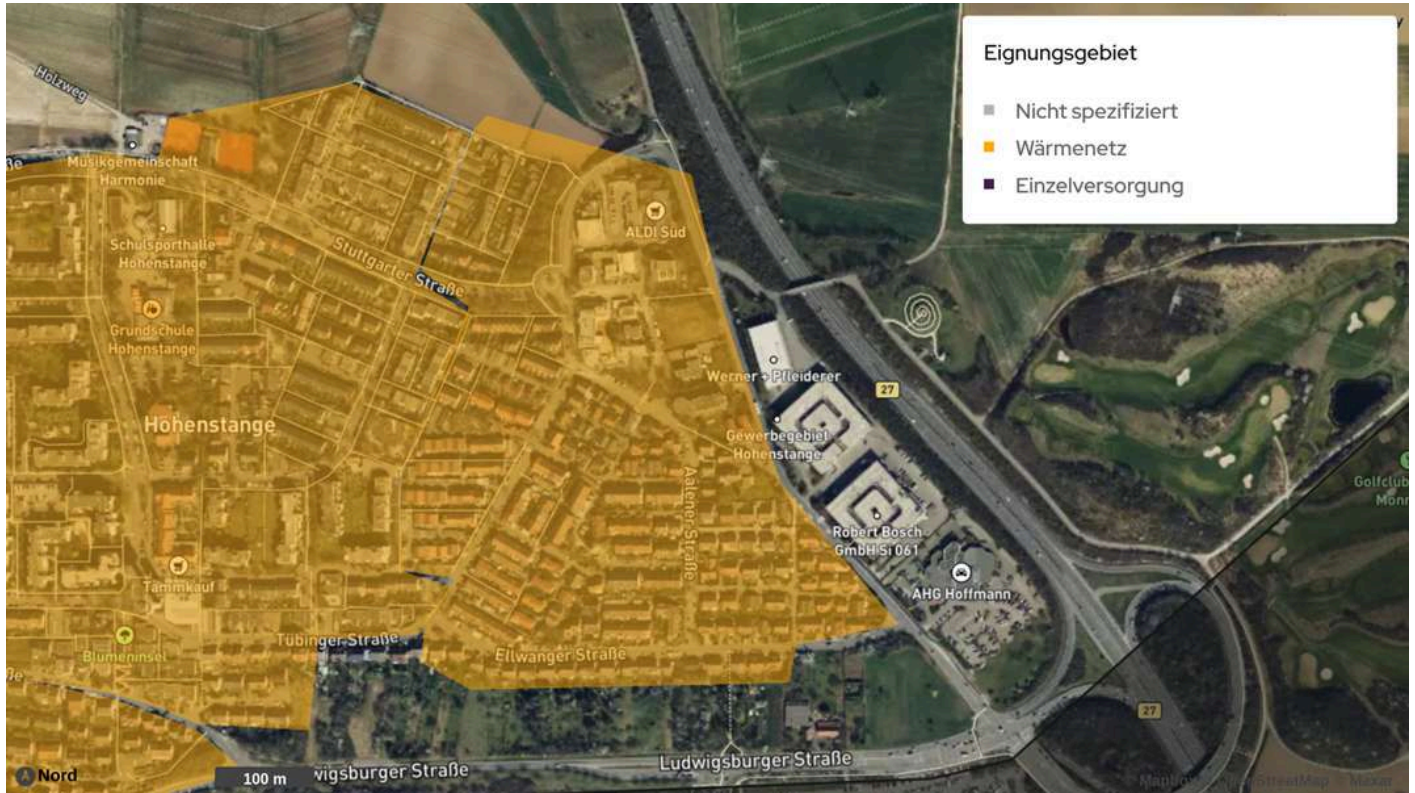 Eignungsgebiet
Nicht spezifiziert
Wärmenetz
Einzelversorgung
Holzweg
Musikgemeinschaft
Harmonie
Schulsporthalle
Hohenstange
Stuttgarter Straße
ALDI Süd
Grundschule
Hohenstange
Werner + Pfleiderer
27
Hohenstange
Gewerbegebiet
Hohenstange
Aalener Straße
Robert Bosch
GmbH Si 061
AHG Hoffmann
Tammkauf
Tübinger Straße
Ellwanger Straße
Blumeninsel
27
Ludwigsburger Straße
wigsburger Straße
A Nord
100 m